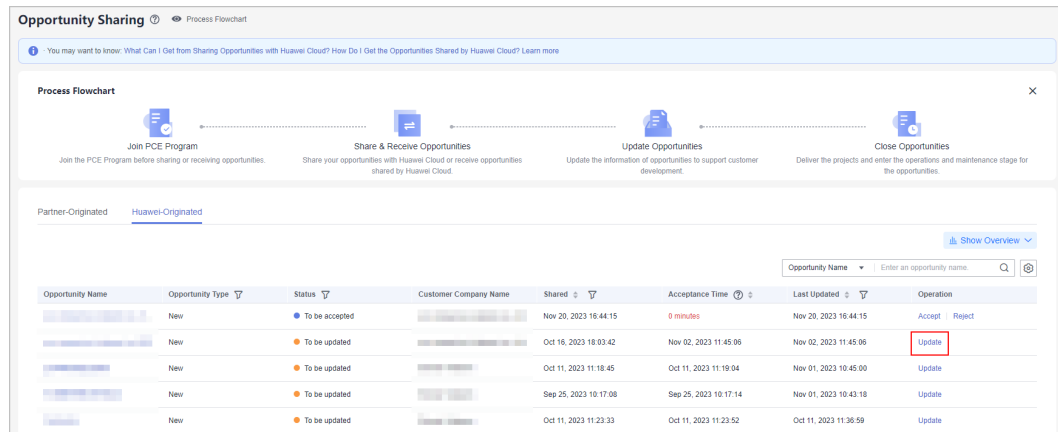 Opportunity Sharing Process Flowchart
You may want to know: What Can I Get from Sharing Opportunities with Huawei Cloud? How Do I Get the Opportunities Shared by Huawei Cloud? Learn more
Process Flowchart
Join PCE Program
Join the PCE Program before sharing or receiving opportunities.
Share & Receive Opportunities
Share your opportunities with Huawei Cloud or receive opportunities
shared by Huawei Cloud.
Update Opportunities
Update the information of opportunities to support customer
development.
Close Opportunities
Deliver the projects and enter the operations and maintenance stage for
the opportunities.
Partner-Originated Huawei-Originated
Show Overview
Opportunity Name Enter an opportunity name.
Opportunity Name Opportunity Type Status Customer Company Name Shared Acceptance Time Last Updated Operation
New To be accepted Nov 20, 2023 16:44:15 0 minutes Nov 20, 2023 16:44:15 Accept Reject
New To be updated Oct 16, 2023 18:03:42 Nov 02, 2023 11:45:06 Nov 02, 2023 11:45:06 Update
New To be updated Oct 11, 2023 11:18:45 Oct 11, 2023 11:19:04 Nov 01, 2023 10:45:00 Update
New To be updated Sep 25, 2023 10:17:08 Sep 25, 2023 10:17:14 Nov 01, 2023 10:43:18 Update
New To be updated Oct 11, 2023 11:23:33 Oct 11, 2023 11:23:52 Oct 11, 2023 11:36:59 Update